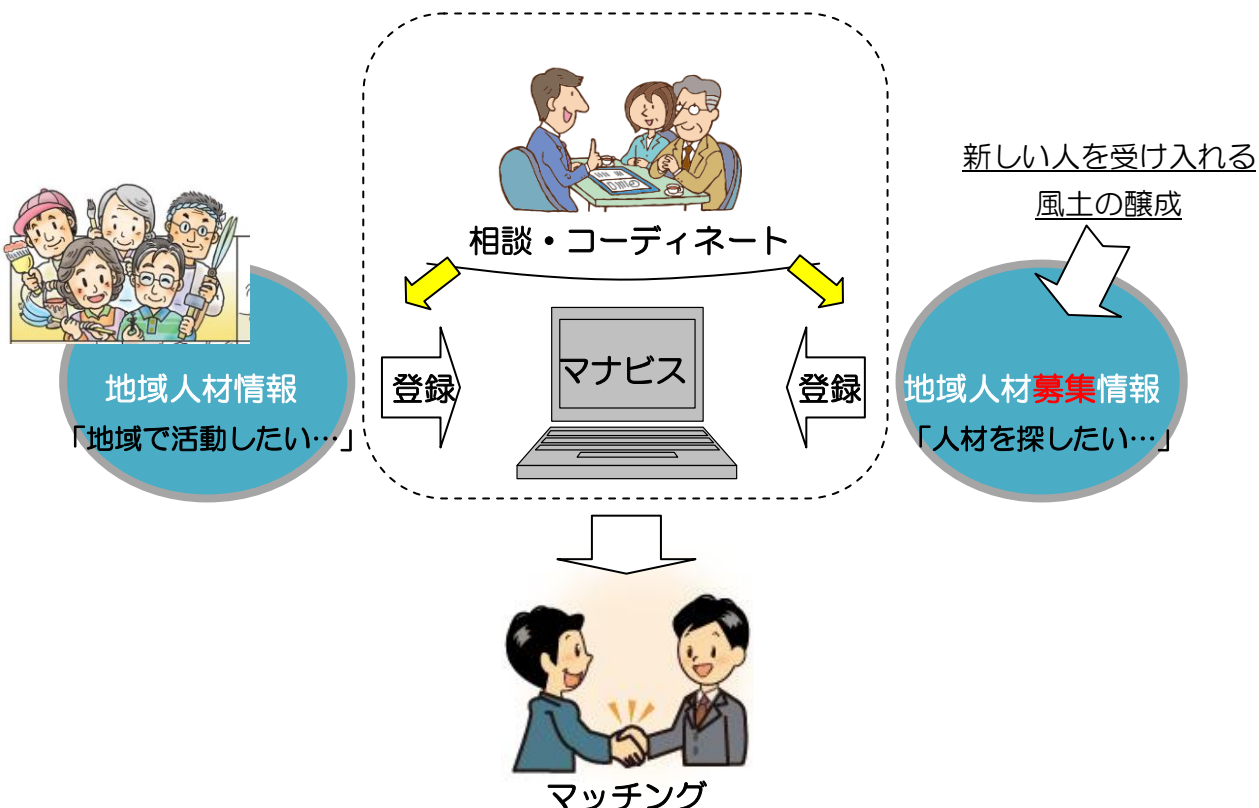 新しい人を受け入れる
風土の醸成
相談・コーディネート
マナビス
登録
登録
地域人材情報
「地域で活動したい…」
地域人材募集情報
「人材を探したい…」
マッチング